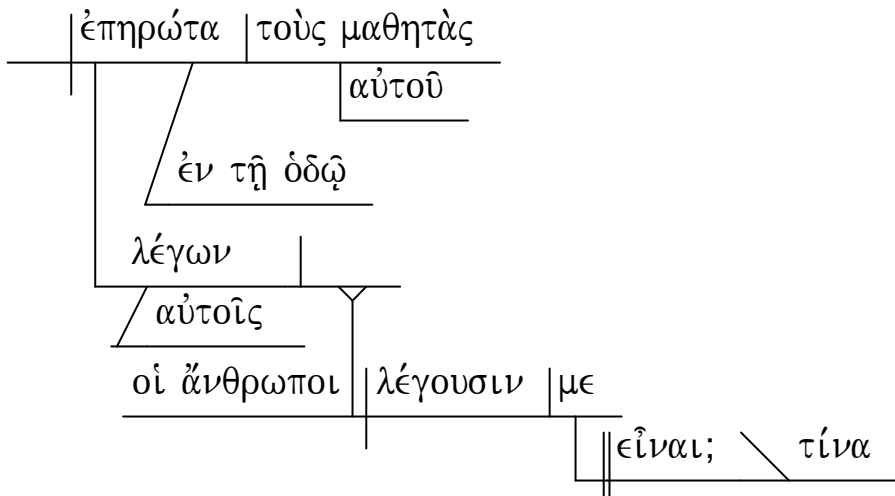 ἐπηρώτα τοὺς μαθητὰς
αὐτοῦ
ἐν τῇ ὁδῷ
λέγων
αὐτοῖς
οἱ ἄνθρωποι λέγουσιν με
εἶναι; τίνα